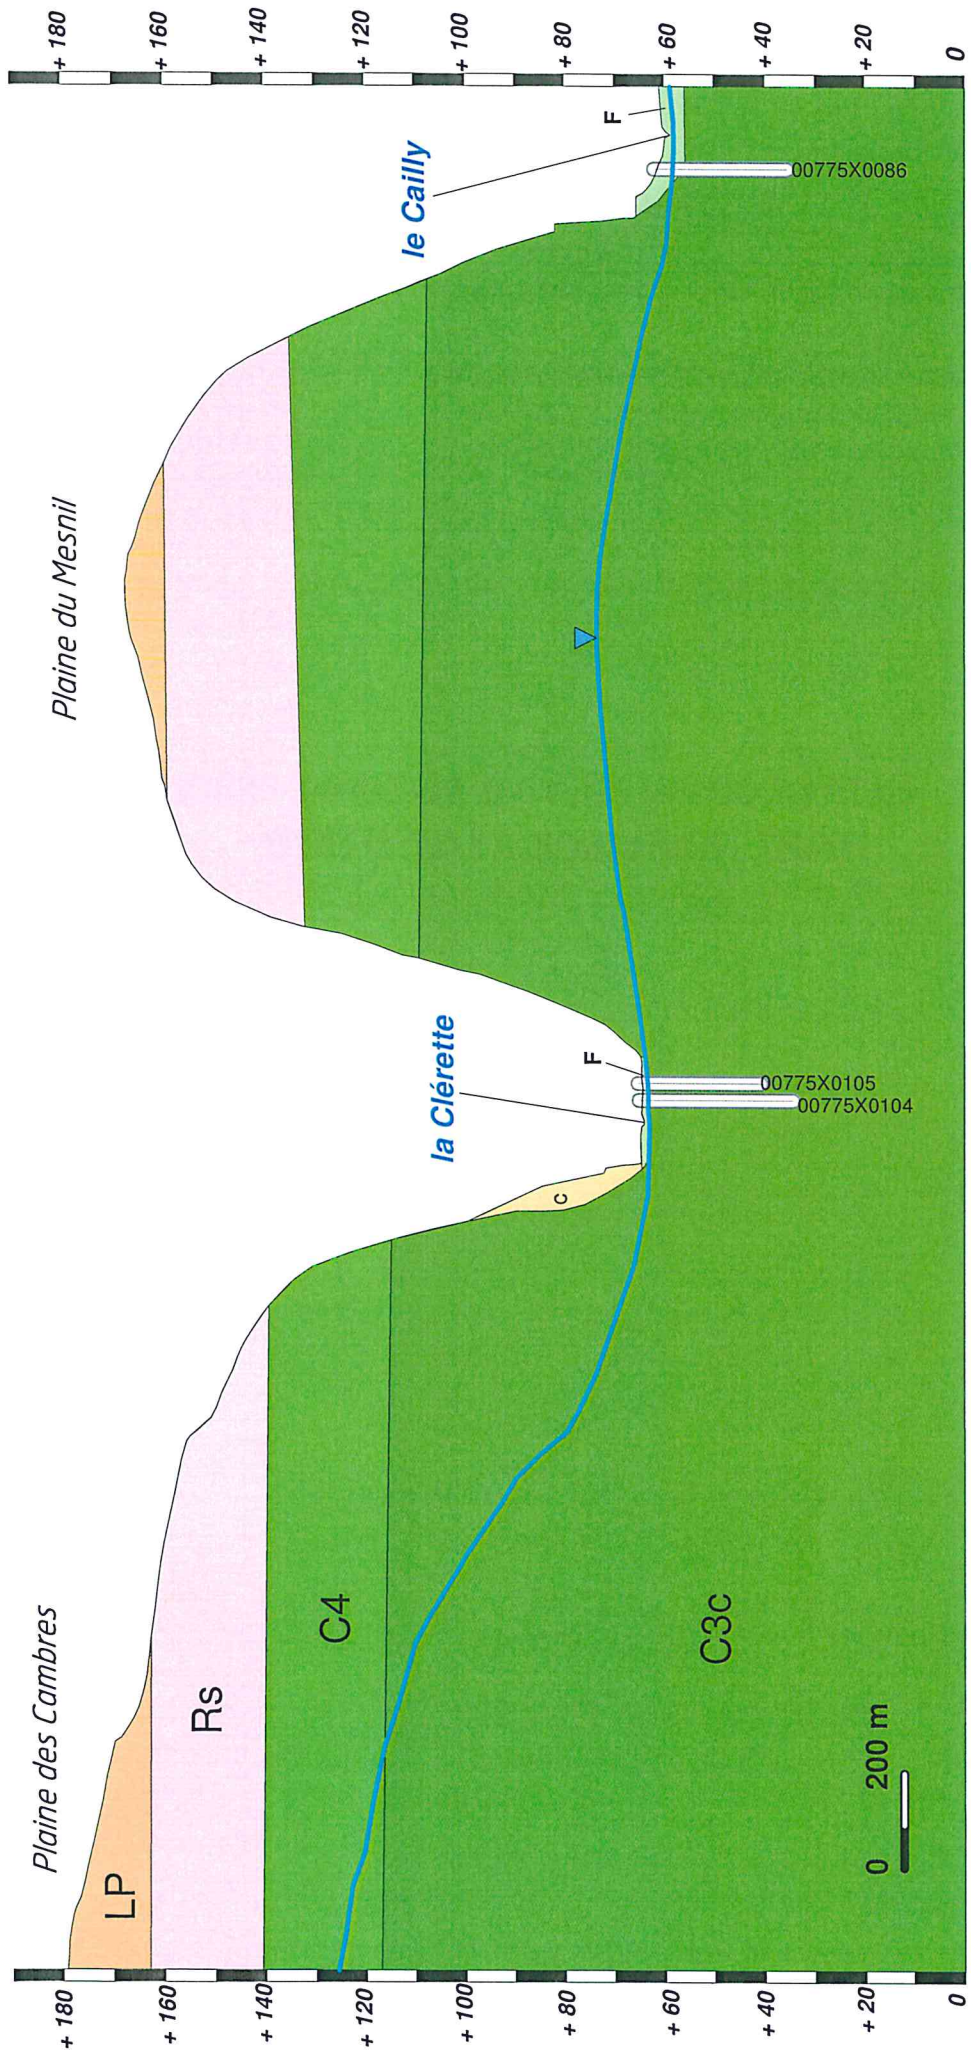 Plaine des Cambres
Plaine du Mesnil
+ 180
+ 160
+ 140
+ 120
+ 100
+ 80
+ 60
+ 40
+ 20
0
LP
Rs
C4
C3c
c
la Clérette
F
00775X0105
00775X0104
le Cailly
F
00775X0086
0 200 m
+ 180
+ 160
+ 140
+ 120
+ 100
+ 80
+ 60
+ 40
+ 20
0